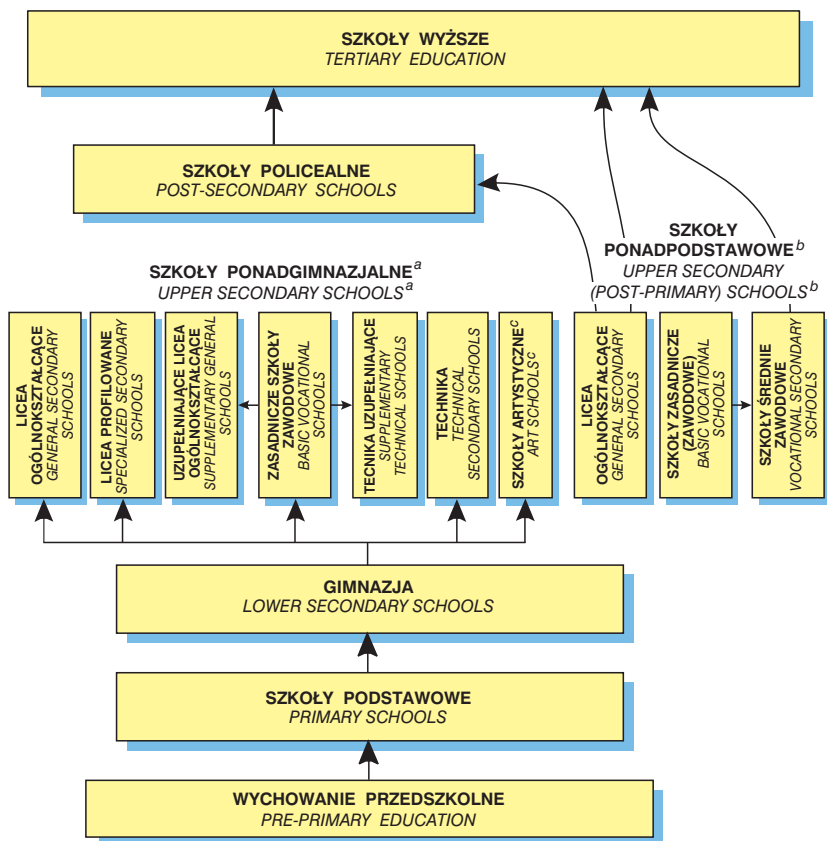 SZKOŁY WYŻSZE
TERTIARY EDUCATION
SZKOŁY POLICEALNE
POST-SECONDARY SCHOOLS
SZKOŁY
PONADPODSTAWOWE b
UPPER SECONDARY
(POST-PRIMARY) SCHOOLS b
SZKOŁY PONADGIMNAZJALNE a
UPPER SECONDARY SCHOOLS a
LICEA
OGÓLNOKSZTAŁCĄCE
GENERAL SECONDARY
SCHOOLS
LICEA PROFILOWANE
SPECIALIZED SECONDARY
SCHOOLS
UZUPEŁNIAJĄCE LICEA
OGÓLNOKSZTAŁCĄCE
SUPPLEMENTARY GENERAL
SCHOOLS
ZASADNICZE SZKOŁY
ZAWODOWE
BASIC VOCATIONAL
SCHOOLS
TECNIKA UZUPEŁNIAJĄCE
SUPPLEMENTARY
TECHNICAL SCHOOLS
TECHNIKA
TECHNICAL
SECONDARY SCHOOLS
SZKOŁY ARTYSTYCZNE c
ART SCHOOLS c
LICEA
OGÓLNOKSZTAŁCĄCE
GENERAL SECONDARY
SCHOOLS
SZKOŁY ZASADNICZE
(ZAWODOWE)
BASIC VOCATIONAL
SCHOOLS
SZKOŁY ŚREDNIE
ZAWODOWE
VOCATIONAL SECONDARY
SCHOOLS
GIMNAZJA
LOWER SECONDARY SCHOOLS
SZKOŁY PODSTAWOWE
PRIMARY SCHOOLS
WYCHOWANIE PRZEDSZKOLNE
PRE-PRIMARY EDUCATION